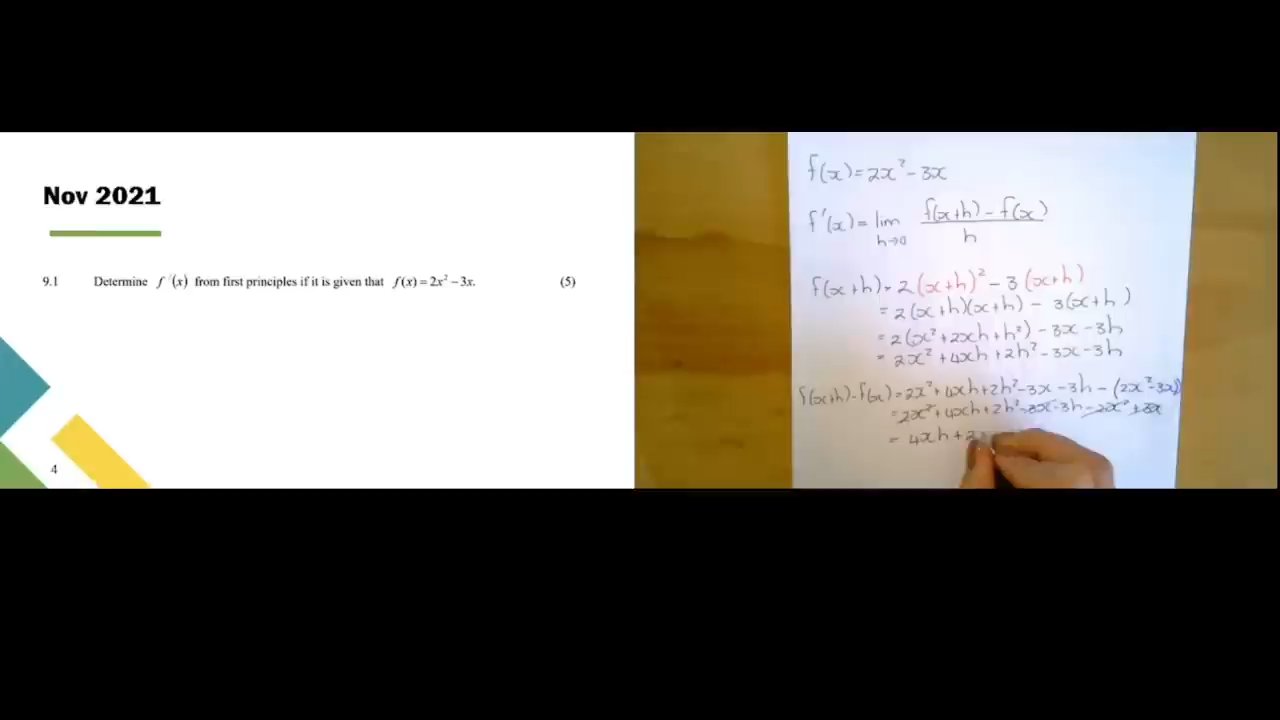 Nov 2021
9.1 Determine f ′(x) from first principles if it is given that f(x) = 2x² − 3x. (5)
4
f(x) = 2x² − 3x
f'(x) = lim h→0 f(x+h) − f(x) / h
f(x+h) = 2(x+h)² − 3(x+h)
= 2(x+h)(x+h) − 3(x+h)
= 2(x² + 2xh + h²) − 3x − 3h
= 2x² + 4xh + 2h² − 3x − 3h
f(x+h) − f(x) = 2x² + 4xh + 2h² − 3x − 3h − (2x² − 3x)
= 2x² + 4xh + 2h² − 3x − 3h − 2x² + 3x
= 4xh + 2